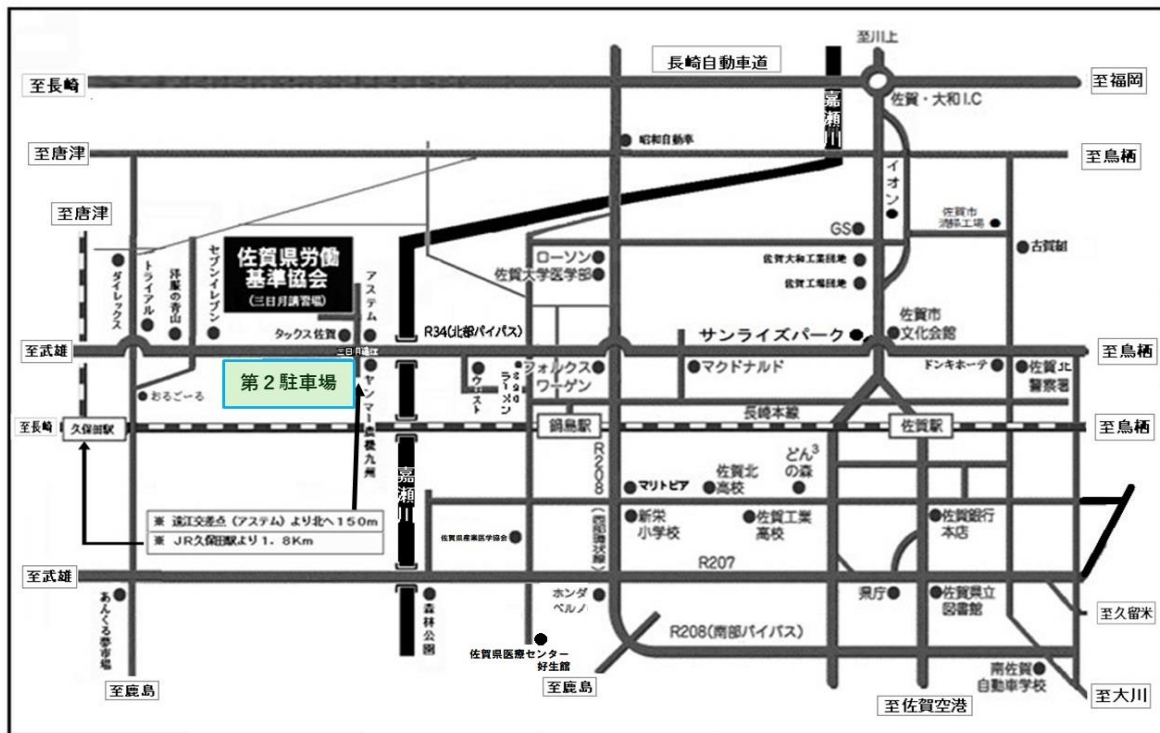 至川上
長崎自動車道
至長崎
至福岡
嘉瀬川
佐賀・大和I.C
昭和自動車
至唐津
至鳥栖
イオン
至唐津
佐賀市
清掃工場
GS
古賀樹
セブンイレブン
佐賀県労働
基準協会
(三日月講習場)
アステム
ローソン
佐賀大学医学部
佐賀大和工業団地
佐賀工場団地
ダイレックス
トライアル
洋服の青山
タックス佐賀
R34(北部バイパス)
サンライズパーク
佐賀市
文化会館
至武雄
三日月遠江
至鳥栖
第2駐車場
ヤンマー農機九州
ウエスト
ラーメン
フォルクス
ワーゲン
マクドナルド
ドンキホーテ
佐賀北
警察署
おるごーる
長崎本線
至長崎
久保田駅
鍋島駅
佐賀駅
至鳥栖
嘉瀬川
R208
(西部環状線)
マリトピア
佐賀北
高校
どん3
の森
※ 遠江交差点(アステム)より北へ150m
※ JR久保田駅より1.8Km
新栄
小学校
佐賀工業
高校
佐賀銀行
本店
佐賀県産業医学協会
至武雄
R207
あんくる夢市場
森林公園
ホンダ
ベルノ
県庁
佐賀県立
図書館
至久留米
R208(南部バイパス)
佐賀県医療センター
好生館
至鹿島
至鹿島
南佐賀
自動車学校
至佐賀空港
至大川